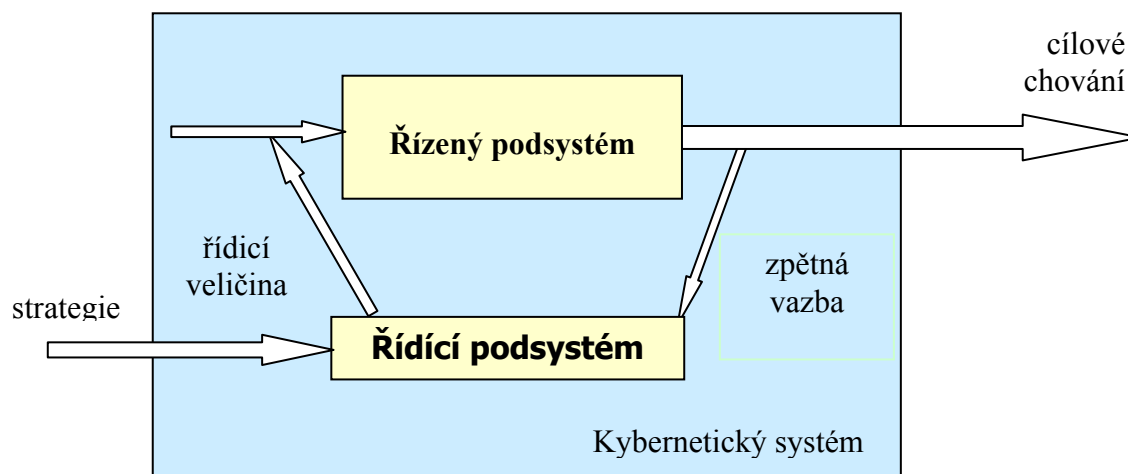 cílové
chování
Řízený podsystém
řídicí
veličina
zpětná
vazba
strategie
Řídící podsystém
Kybernetický systém